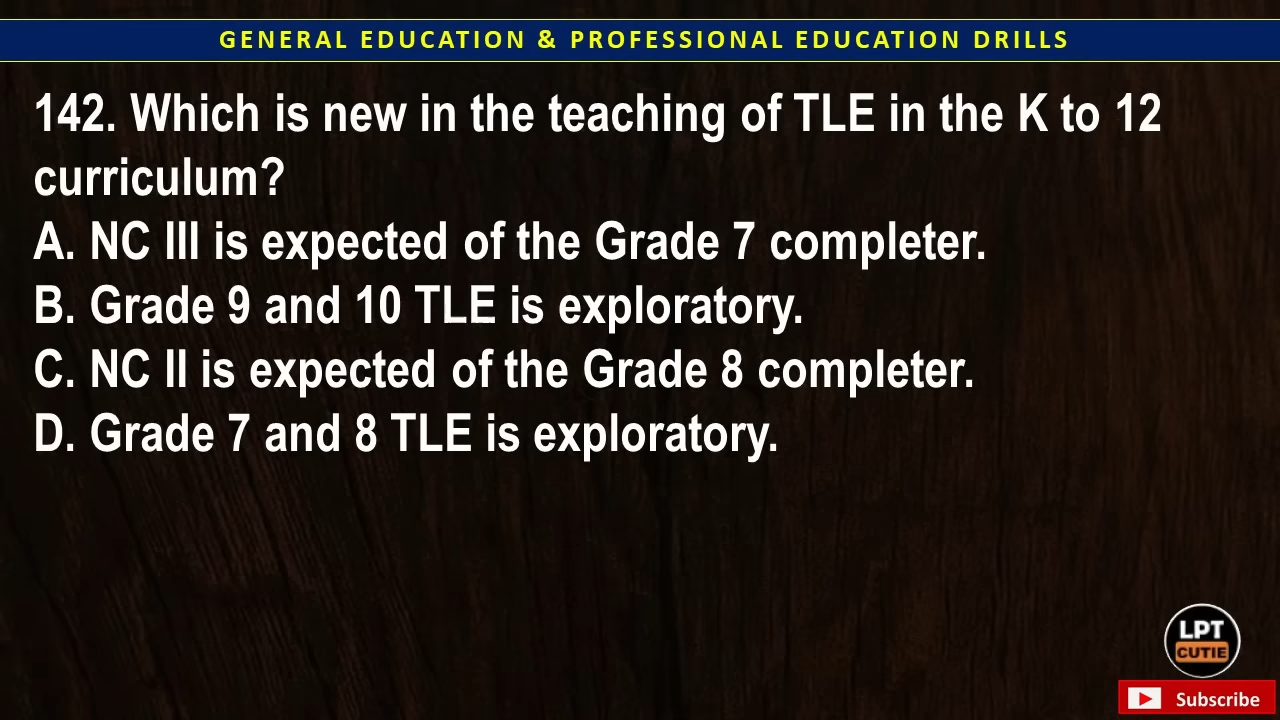 GENERAL EDUCATION & PROFESSIONAL EDUCATION DRILLS
142. Which is new in the teaching of TLE in the K to 12
curriculum?
A. NC III is expected of the Grade 7 completer.
B. Grade 9 and 10 TLE is exploratory.
C. NC II is expected of the Grade 8 completer.
D. Grade 7 and 8 TLE is exploratory.
LPT
CUTIE
Subscribe